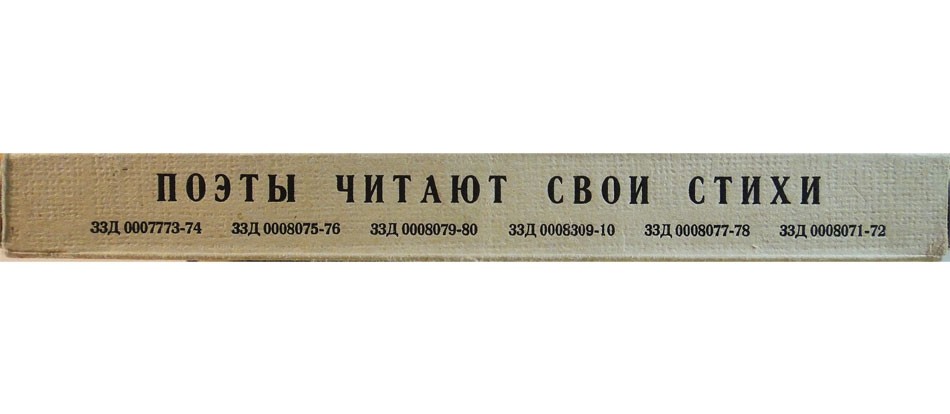 ПОЭТЫ ЧИТАЮТ СВОИ СТИХИ
33Д 0007773-74 33Д 0008075-76 33Д 0008079-80 33Д 0008309-10 33Д 0008077-78 33Д 0008071-72